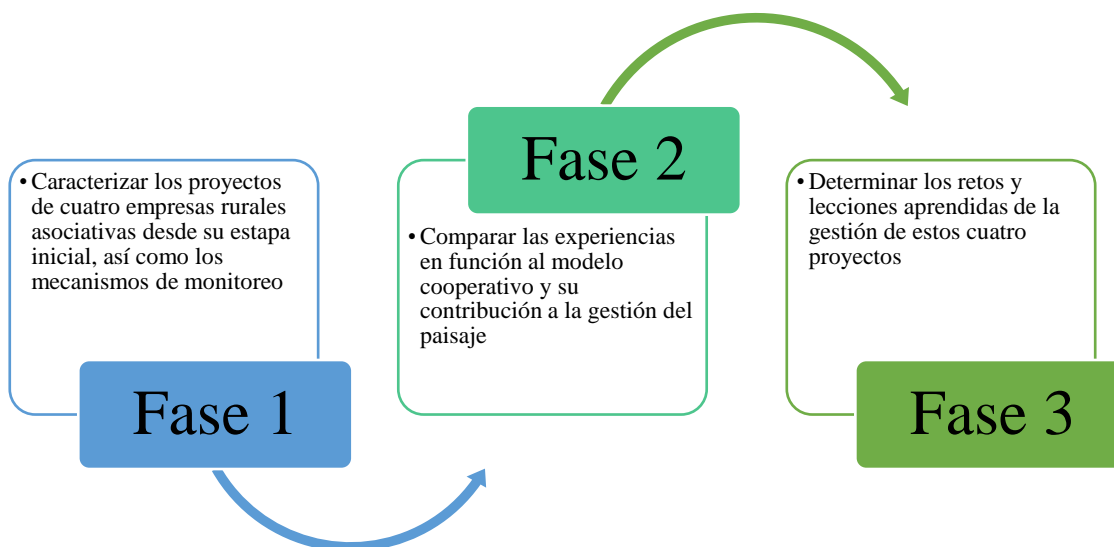 • Caracterizar los proyectos
de cuatro empresas rurales
asociativas desde su estapa
inicial, así como los
mecanismos de monitoreo
Fase 1
Fase 2
• Comparar las experiencias
en función al modelo
cooperativo y su
contribución a la gestión del
paisaje
• Determinar los retos y
lecciones aprendidas de la
gestión de estos cuatro
proyectos
Fase 3